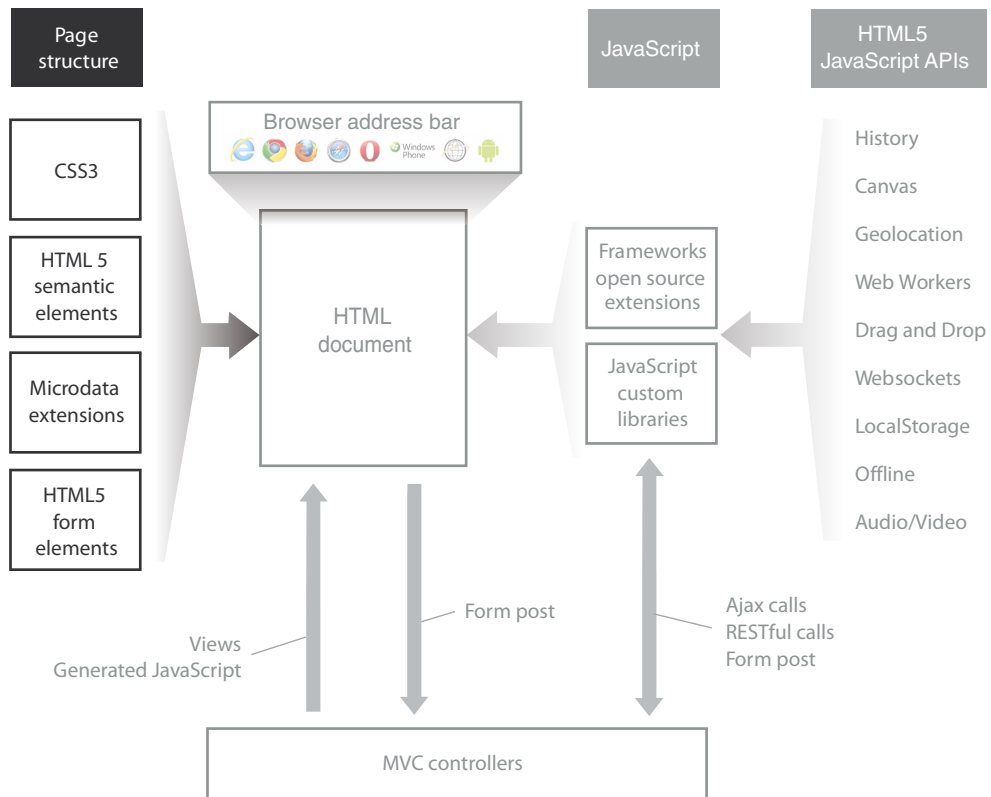 Page
structure
JavaScript
HTML5
JavaScript APIs
Browser address bar
Windows
Phone
CSS3
HTML 5
semantic
elements
Microdata
extensions
HTML5
form
elements
HTML
document
Frameworks
open source
extensions
JavaScript
custom
libraries
History
Canvas
Geolocation
Web Workers
Drag and Drop
Websockets
LocalStorage
Offline
Audio/Video
Views
Generated JavaScript
Form post
Ajax calls
RESTful calls
Form post
MVC controllers